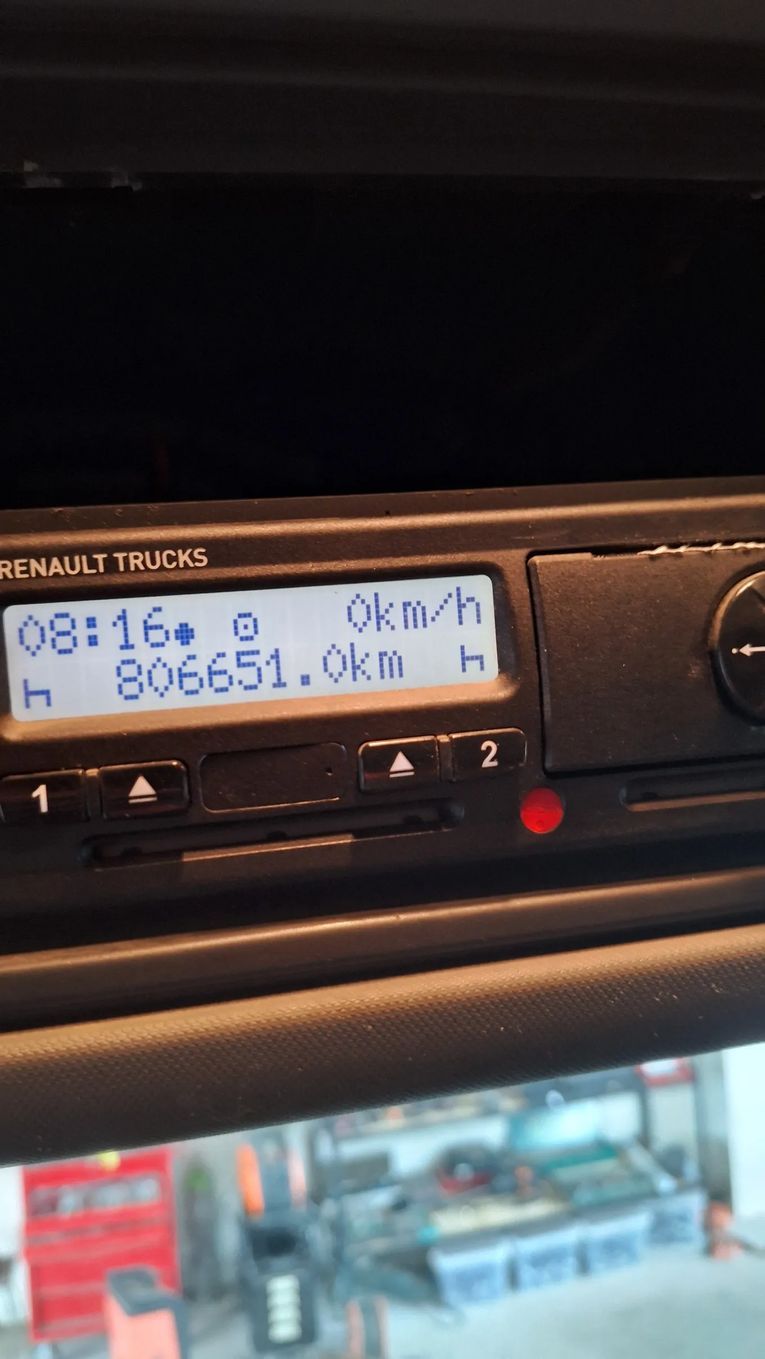 RENAULT TRUCKS
08:16 0km/h
806651.0km
1 2